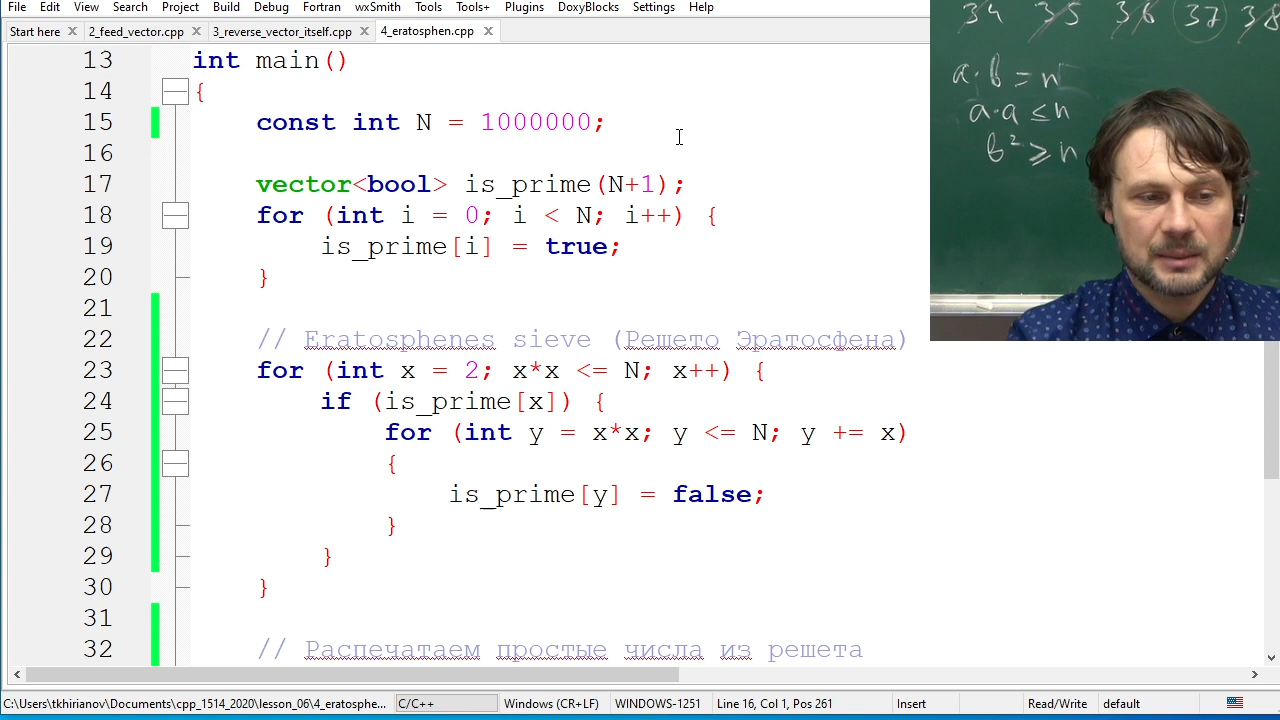 File Edit View Search Project Build Debug Fortran wxSmith Tools Tools+ Plugins DoxyBlocks Settings Help
Start here 2_feed_vector.cpp 3_reverse_vector_itself.cpp 4_eratosphen.cpp
34 35 36 37 38
a·b = n
a·a ≤ n
b² ≥ n
13 int main()
14 {
15 const int N = 1000000;
16
17 vector<bool> is_prime(N+1);
18 for (int i = 0; i < N; i++) {
19 is_prime[i] = true;
20 }
21
22 // Eratosphenes sieve (Решето Эратосфена)
23 for (int x = 2; x*x <= N; x++) {
24 if (is_prime[x]) {
25 for (int y = x*x; y <= N; y += x)
26 {
27 is_prime[y] = false;
28 }
29 }
30 }
31
32 // Распечатаем простые числа из решета
C:\Users\tkhirianov\Documents\cpp_1514_2020\lesson_06\4_eratosphe... C/C++ Windows (CR+LF) WINDOWS-1251 Line 16, Col 1, Pos 261 Insert Read/Write default